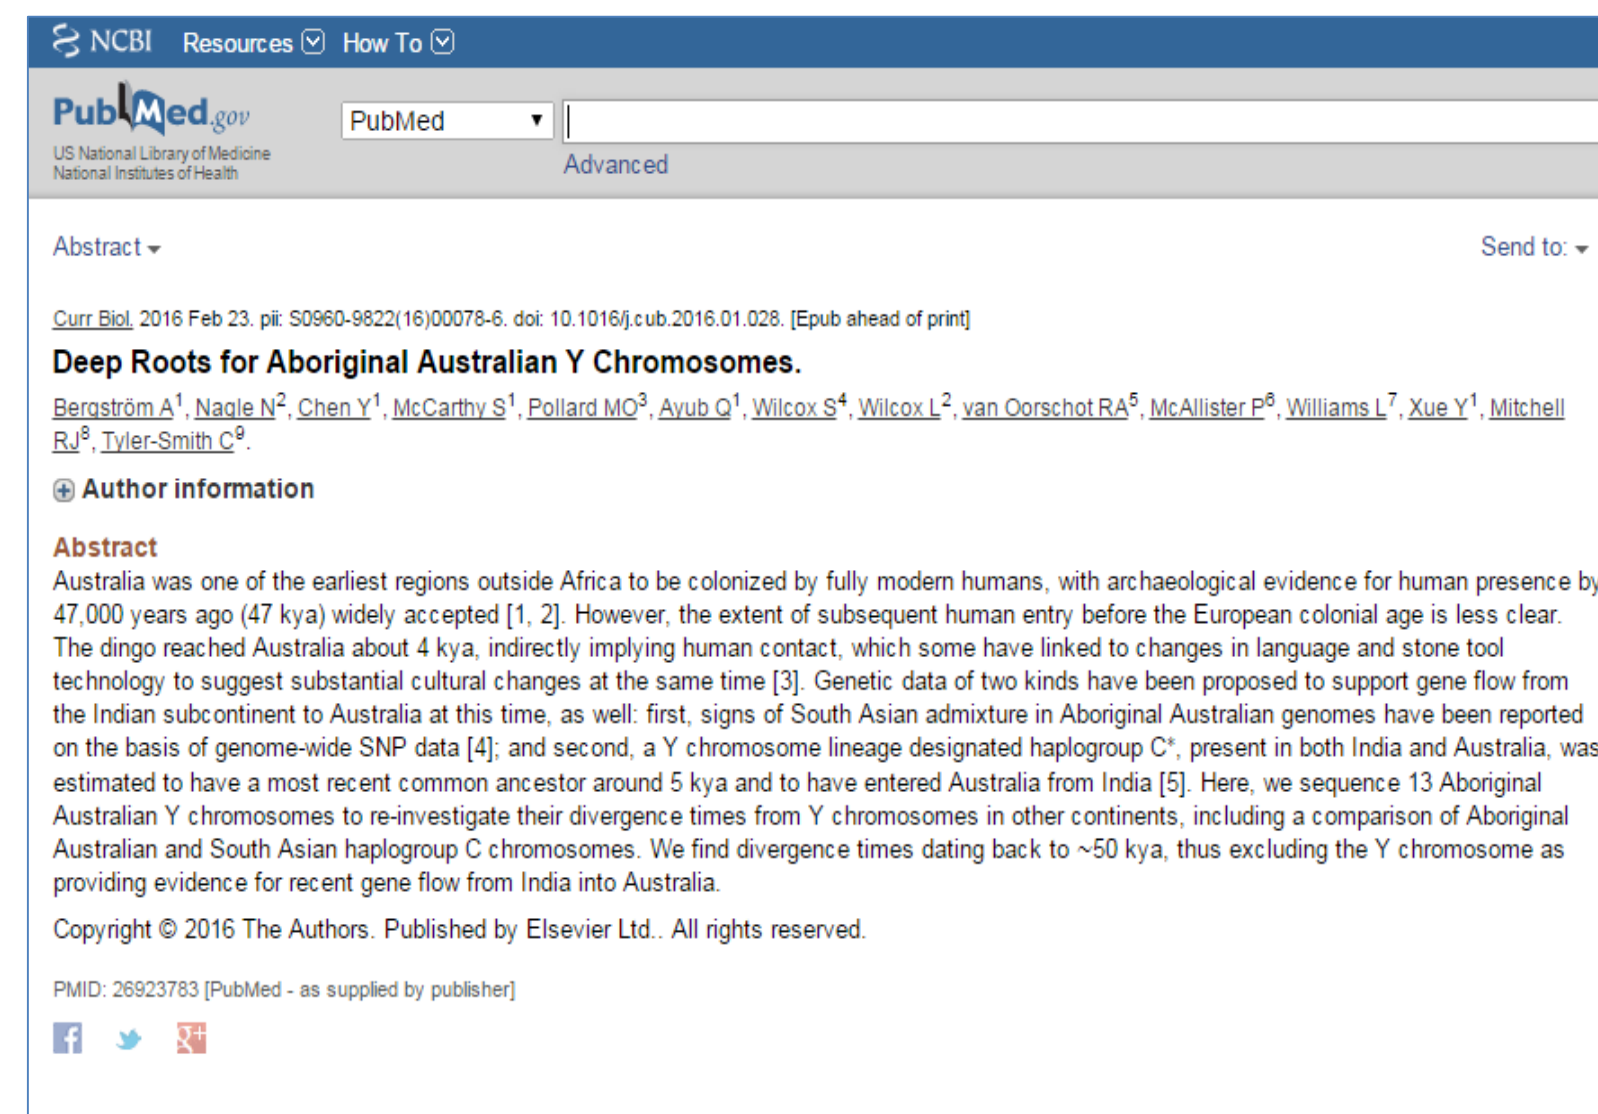 NCBI Resources How To
PubMed.gov
US National Library of Medicine
National Institutes of Health
PubMed
Advanced
Abstract
Send to:
Curr Biol. 2016 Feb 23. pii: S0960-9822(16)00078-6. doi: 10.1016/j.cub.2016.01.028. [Epub ahead of print]
Deep Roots for Aboriginal Australian Y Chromosomes.
Bergström A1, Nagle N2, Chen Y1, McCarthy S1, Pollard MO3, Ayub Q1, Wilcox S4, Wilcox L2, van Oorschot RA5, McAllister P6, Williams L7, Xue Y1, Mitchell
RJ8, Tyler-Smith C9.
Author information
Abstract
Australia was one of the earliest regions outside Africa to be colonized by fully modern humans, with archaeological evidence for human presence by
47,000 years ago (47 kya) widely accepted [1, 2]. However, the extent of subsequent human entry before the European colonial age is less clear.
The dingo reached Australia about 4 kya, indirectly implying human contact, which some have linked to changes in language and stone tool
technology to suggest substantial cultural changes at the same time [3]. Genetic data of two kinds have been proposed to support gene flow from
the Indian subcontinent to Australia at this time, as well: first, signs of South Asian admixture in Aboriginal Australian genomes have been reported
on the basis of genome-wide SNP data [4]; and second, a Y chromosome lineage designated haplogroup C*, present in both India and Australia, was
estimated to have a most recent common ancestor around 5 kya and to have entered Australia from India [5]. Here, we sequence 13 Aboriginal
Australian Y chromosomes to re-investigate their divergence times from Y chromosomes in other continents, including a comparison of Aboriginal
Australian and South Asian haplogroup C chromosomes. We find divergence times dating back to ~50 kya, thus excluding the Y chromosome as
providing evidence for recent gene flow from India into Australia.
Copyright © 2016 The Authors. Published by Elsevier Ltd.. All rights reserved.
PMID: 26923783 [PubMed - as supplied by publisher]
f g+